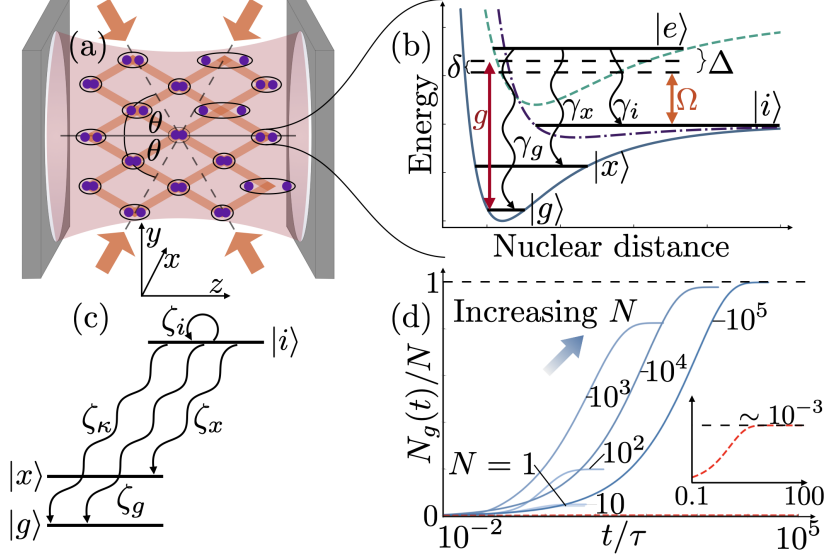 (a)
θ
θ
y
x
z
(b)
Energy
|e⟩
δ
Δ
g
Ω
γg
γx
γi
|i⟩
|x⟩
|g⟩
Nuclear distance
(c)
ζi
|i⟩
ζκ
ζx
ζg
|x⟩
|g⟩
(d)
Ng(t)/N
1
Increasing N
10^5
10^4
10^3
10^2
N = 1
10
~ 10^-3
0.1
100
0
10^-2
t/τ
10^5